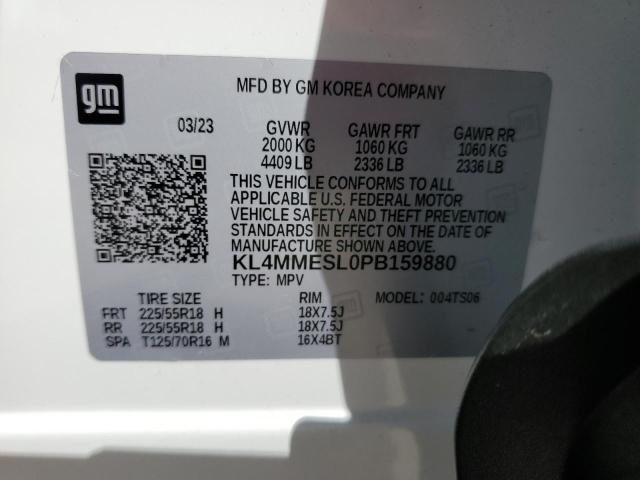 gm
MFD BY GM KOREA COMPANY
03/23 GVWR GAWR FRT GAWR RR
2000 KG 1060 KG 1060 KG
4409 LB 2336 LB 2336 LB
THIS VEHICLE CONFORMS TO ALL
APPLICABLE U.S. FEDERAL MOTOR
VEHICLE SAFETY AND THEFT PREVENTION
STANDARDS IN EFFECT ON THE DATE OF
MANUFACTURE SHOWN ABOVE.
KL4MMESL0PB159880
TYPE: MPV MODEL: 004TS06
TIRE SIZE RIM
FRT 225/55R18 H 18X7.5J
RR 225/55R18 H 18X7.5J
SPA T125/70R16 M 16X4BT